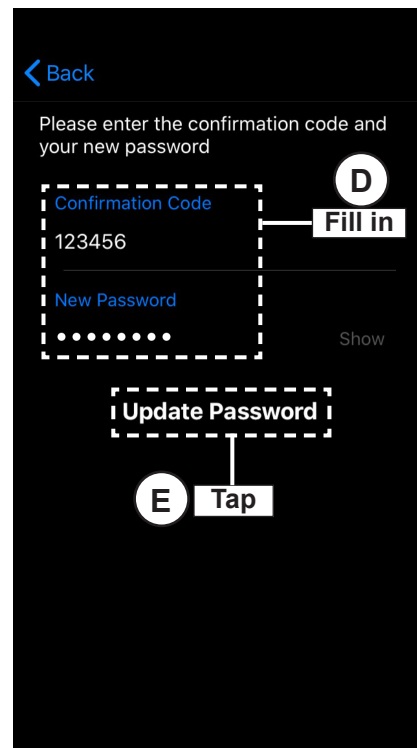 Back
Please enter the confirmation code and
your new password
D
Fill in
Confirmation Code
123456
New Password
••••••••
Show
Update Password
E
Tap